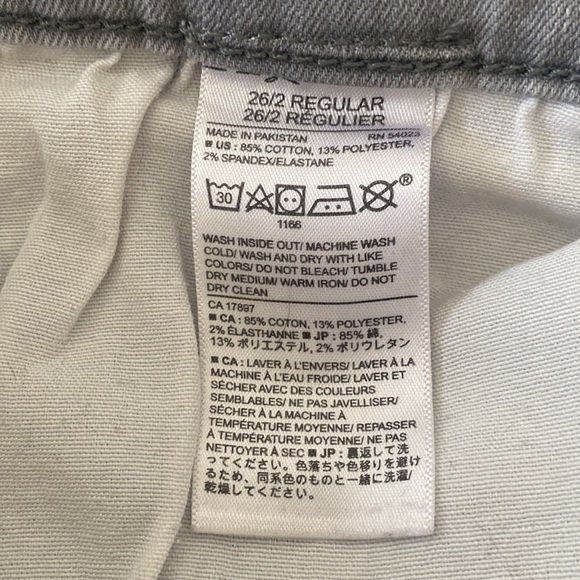 26/2 REGULAR
26/2 RÉGULIER
MADE IN PAKISTAN RN 54023
■ US : 85% COTTON, 13% POLYESTER,
2% SPANDEX/ELASTANE
30 ®
1166
WASH INSIDE OUT/ MACHINE WASH
COLD/ WASH AND DRY WITH LIKE
COLORS/ DO NOT BLEACH/ TUMBLE
DRY MEDIUM/ WARM IRON/ DO NOT
DRY CLEAN
CA 17897
■ CA : 85% COTON, 13% POLYESTER,
2% ÉLASTHANNE ■ JP : 85% 綿,
13% ポリエステル, 2% ポリウレタン
■ CA : LAVER À L'ENVERS/ LAVER À LA
MACHINE À L'EAU FROIDE/ LAVER ET
SÉCHER AVEC DES COULEURS
SEMBLABLES/ NE PAS JAVELLISER/
SÉCHER À LA MACHINE À
TEMPÉRATURE MOYENNE/ REPASSER
À TEMPÉRATURE MOYENNE/ NE PAS
NETTOYER À SEC ■ JP : 裏返して洗
ってください。色落ちや色移りを避け
るため、同系色のものと一緒に洗濯/
乾燥してください。